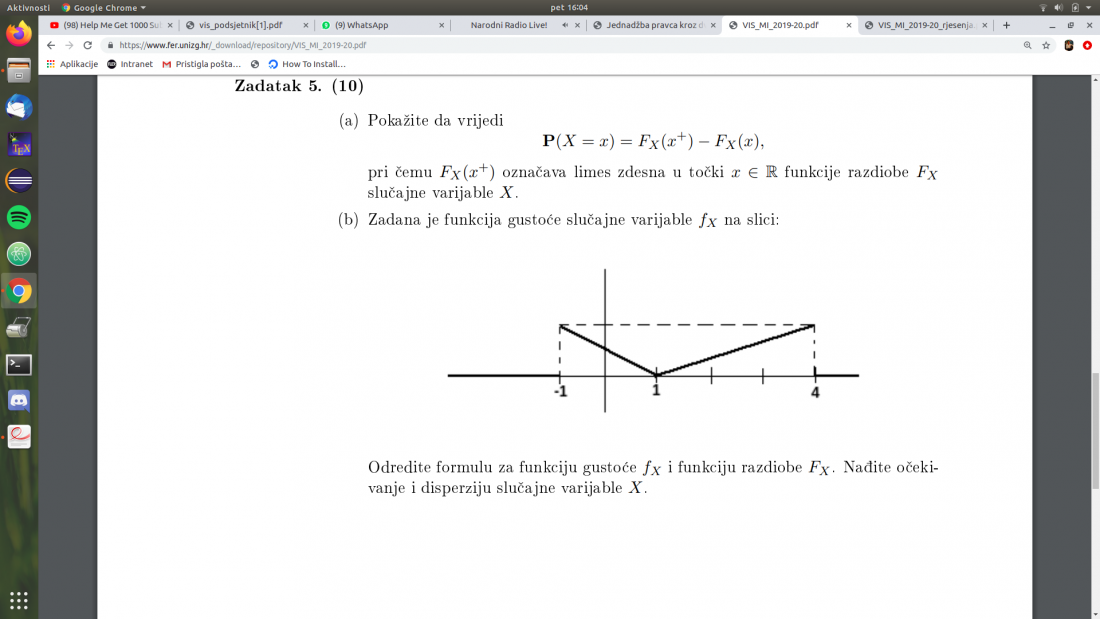 Aktivnosti
Google Chrome
pet 16:04
(98) Help Me Get 1000 Su
vis_podsjetnik[1].pdf
(9) WhatsApp
Narodni Radio Live!
Jednadžba pravca kroz d
VIS_MI_2019-20.pdf
VIS_MI_2019-20_rjesenja.
https://www.fer.unizg.hr/_download/repository/VIS_MI_2019-20.pdf
Aplikacije
Intranet
Pristigla pošta...
How To Install...
Zadatak 5. (10)
(a) Pokažite da vrijedi
P(X = x) = F_X(x⁺) − F_X(x),
pri čemu F_X(x⁺) označava limes zdesna u točki x ∈ ℝ funkcije razdiobe F_X
slučajne varijable X.
(b) Zadana je funkcija gustoće slučajne varijable f_X na slici:
-1
1
4
Odredite formulu za funkciju gustoće f_X i funkciju razdiobe F_X. Nađite očeki-
vanje i disperziju slučajne varijable X.